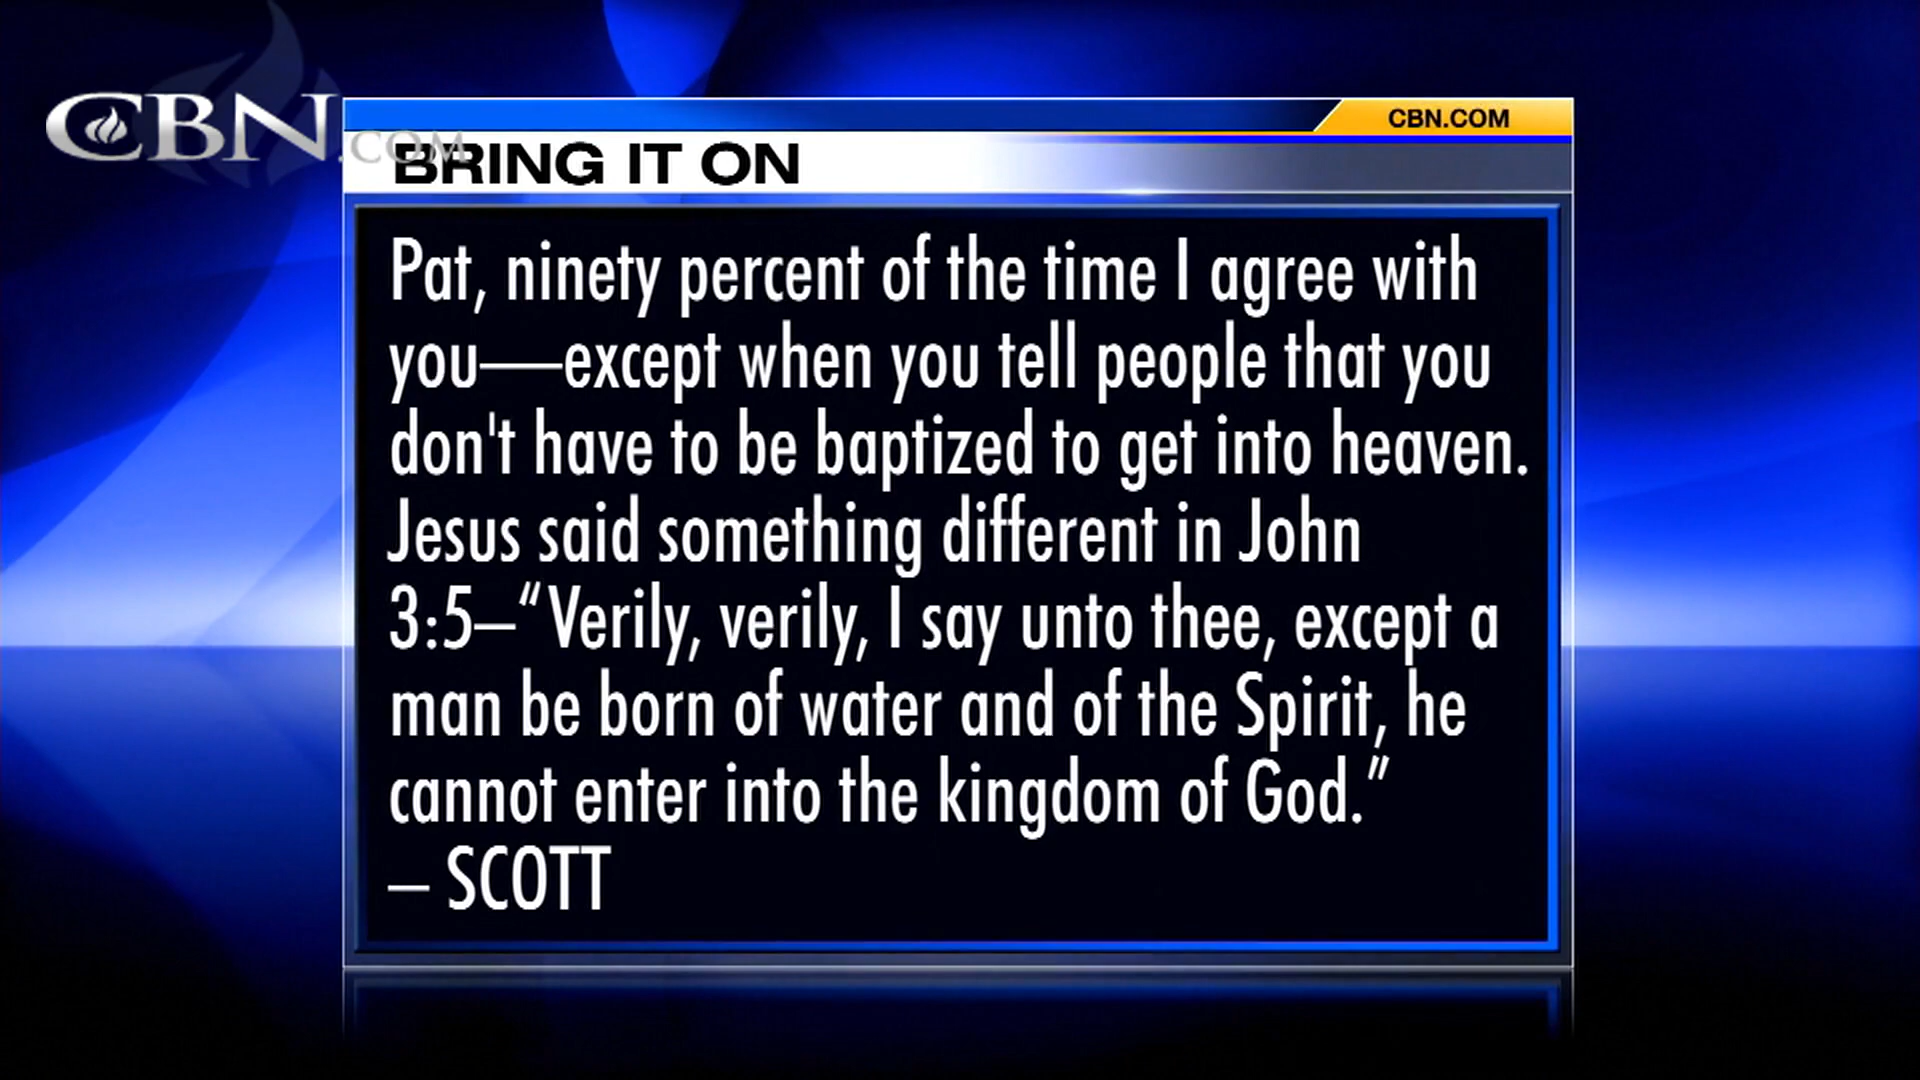 CBN.COM
CBN.COM
BRING IT ON
Pat, ninety percent of the time I agree with
you—except when you tell people that you
don't have to be baptized to get into heaven.
Jesus said something different in John
3:5–“Verily, verily, I say unto thee, except a
man be born of water and of the Spirit, he
cannot enter into the kingdom of God.”
– SCOTT